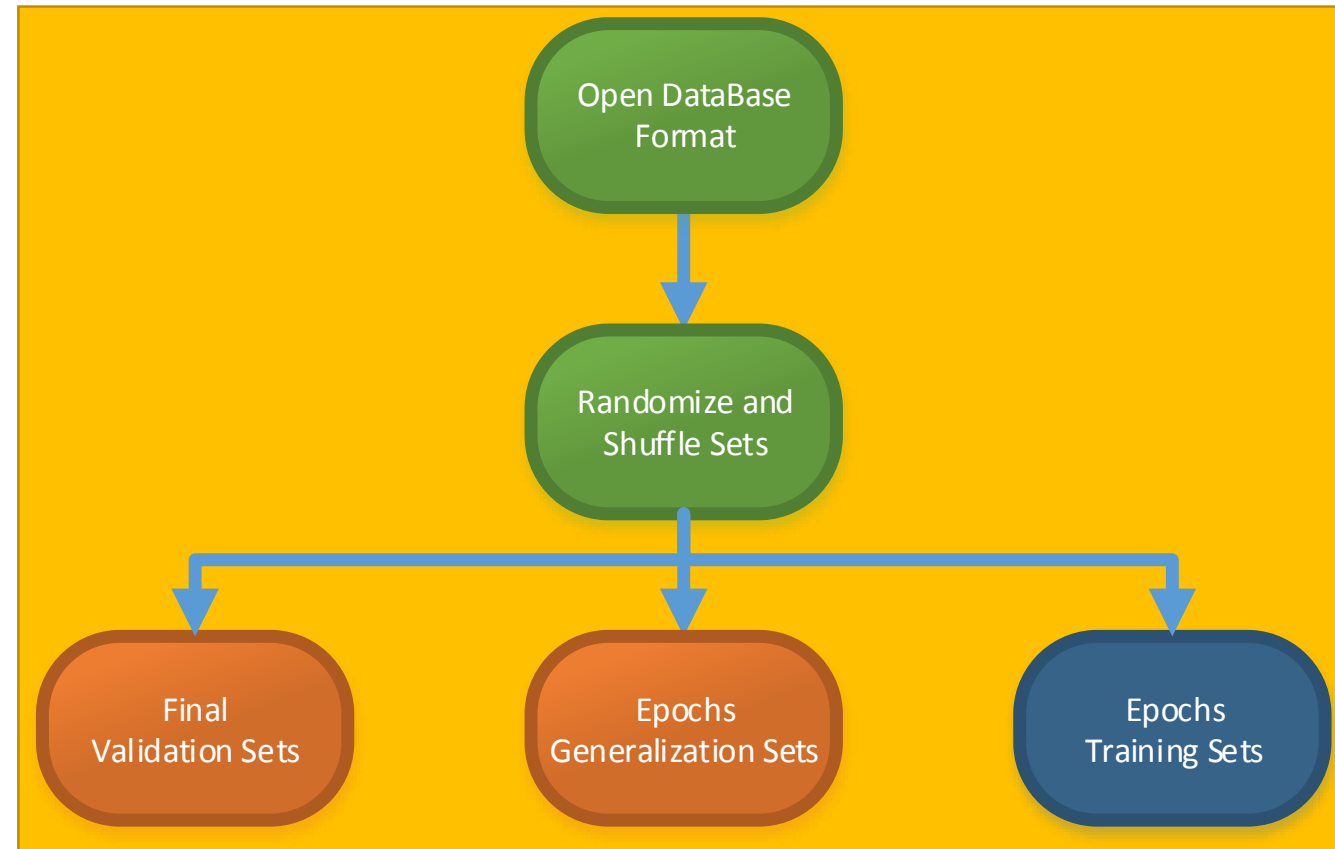 Open DataBase
Format
Randomize and
Shuffle Sets
Final
Validation Sets
Epochs
Generalization Sets
Epochs
Training Sets